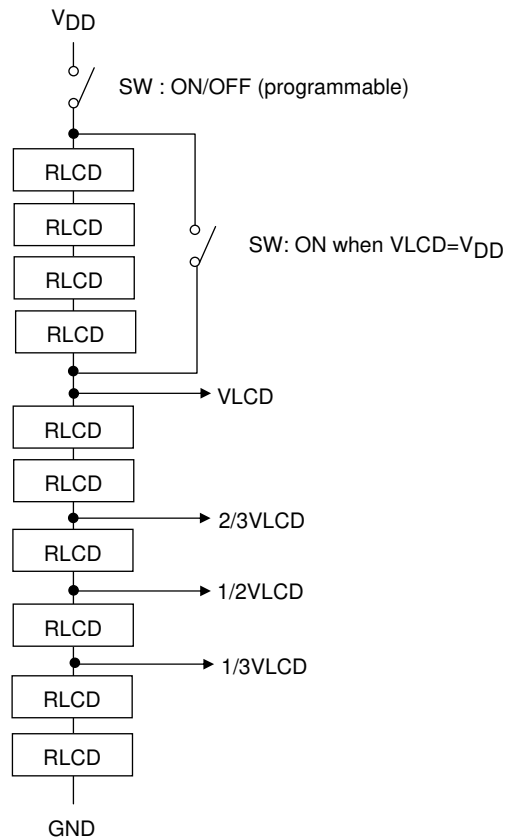 VDD
SW : ON/OFF (programmable)
RLCD
RLCD
SW: ON when VLCD=VDD
RLCD
RLCD
VLCD
RLCD
RLCD
2/3VLCD
RLCD
1/2VLCD
RLCD
1/3VLCD
RLCD
RLCD
GND